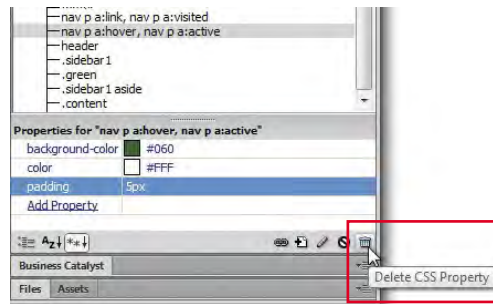 nav p a:link, nav p a:visited
nav p a:hover, nav p a:active
header
.sidebar1
.green
.sidebar1 aside
.content
Properties for "nav p a:hover, nav p a:active"
background-color #060
color #FFF
padding 5px
Add Property
Delete CSS Property
Business Catalyst
Files Assets